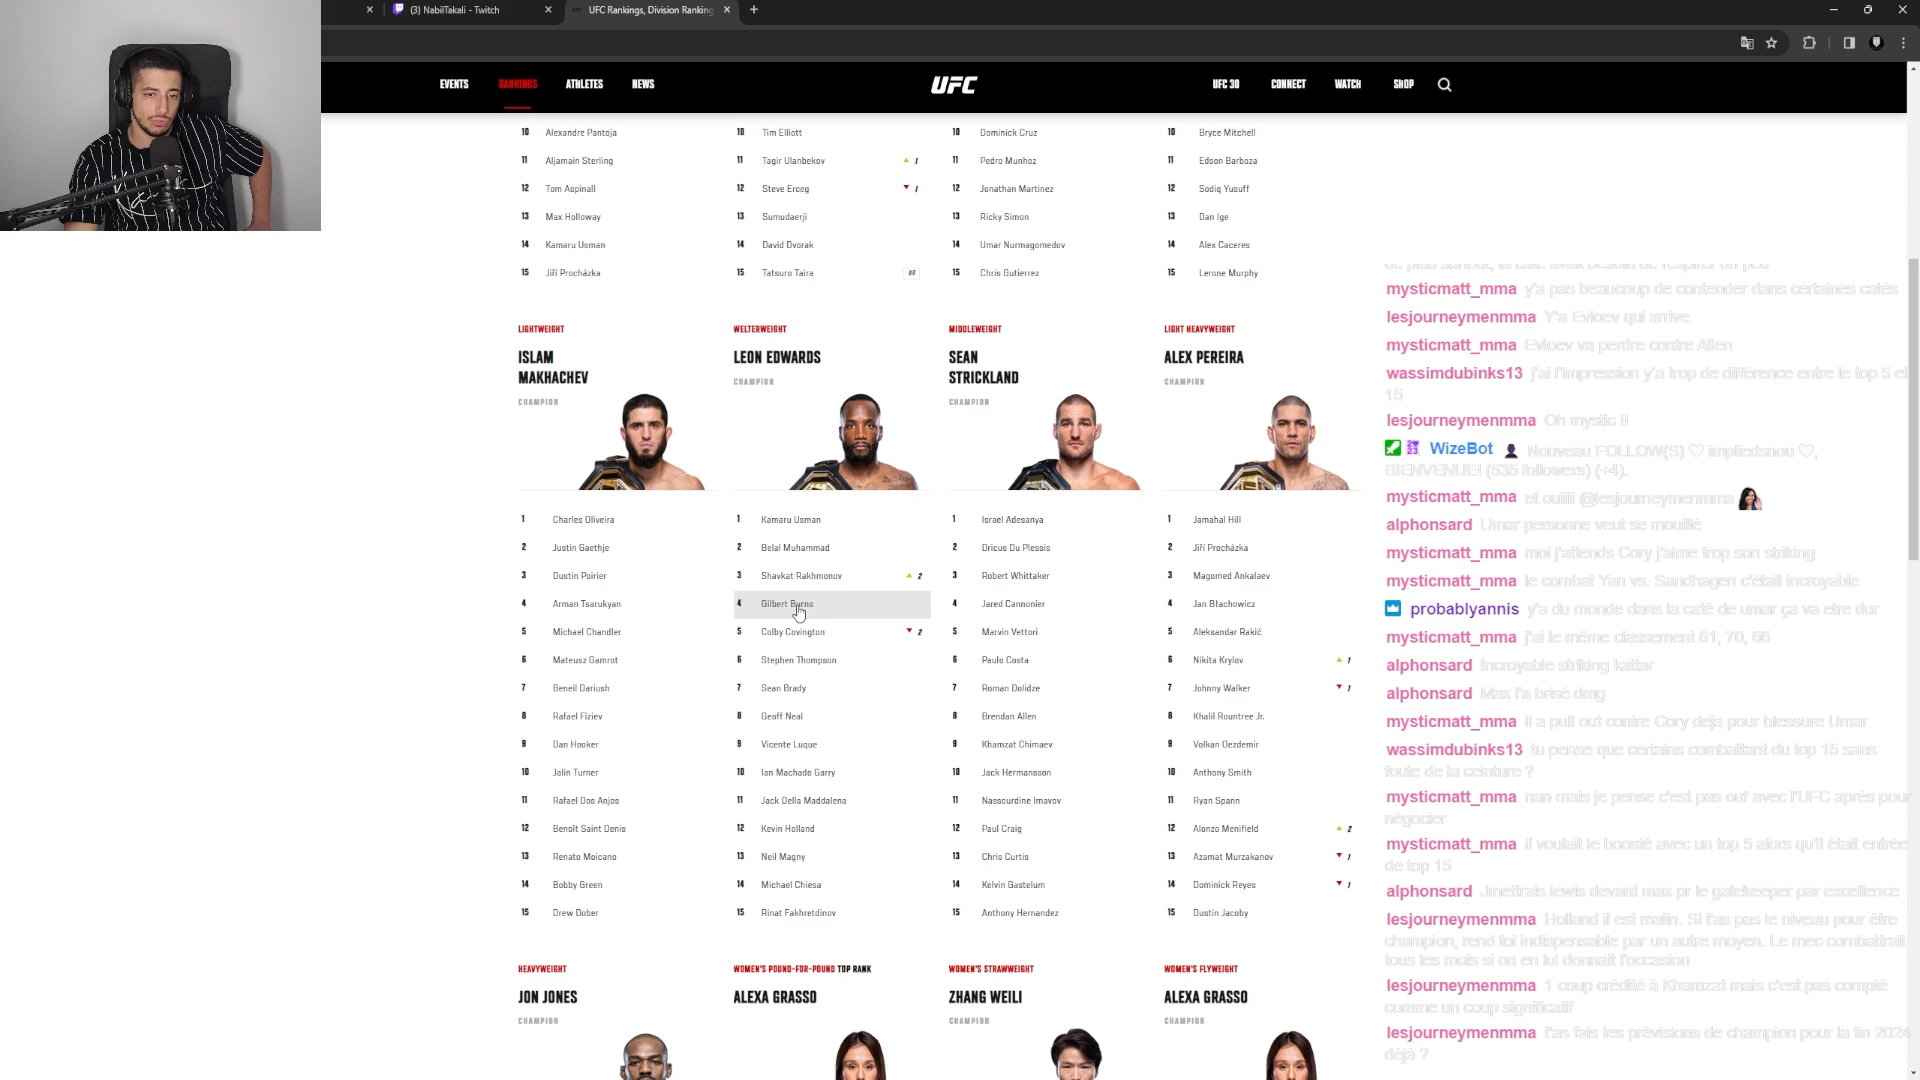 (3) NabilTakali - Twitch
UFC Rankings, Division Ranking
EVENTS RANKINGS ATHLETES NEWS UFC UFC 30 CONNECT WATCH SHOP
10 Alexandre Pantoja 10 Tim Elliott 10 Dominick Cruz 10 Bryce Mitchell
11 Aljamain Sterling 11 Tagir Ulanbekov 1 11 Pedro Munhoz 11 Edson Barboza
12 Tom Aspinall 12 Steve Erceg 1 12 Jonathan Martinez 12 Sodiq Yusuff
13 Max Holloway 13 Sumudaerji 13 Ricky Simon 13 Dan Ige
14 Kamaru Usman 14 David Dvorak 14 Umar Nurmagomedov 14 Alex Caceres
15 Jiří Procházka 15 Tatsuro Taira NR 15 Chris Gutierrez 15 Lerone Murphy
LIGHTWEIGHT WELTERWEIGHT MIDDLEWEIGHT LIGHT HEAVYWEIGHT
ISLAM MAKHACHEV LEON EDWARDS SEAN STRICKLAND ALEX PEREIRA
CHAMPION CHAMPION CHAMPION CHAMPION
1 Charles Oliveira 1 Kamaru Usman 1 Israel Adesanya 1 Jamahal Hill
2 Justin Gaethje 2 Belal Muhammad 2 Dricus Du Plessis 2 Jiří Procházka
3 Dustin Poirier 3 Shavkat Rakhmonov 2 3 Robert Whittaker 3 Magomed Ankalaev
4 Arman Tsarukyan 4 Gilbert Burns 4 Jared Cannonier 4 Jan Błachowicz
5 Michael Chandler 5 Colby Covington 2 5 Marvin Vettori 5 Aleksandar Rakić
6 Mateusz Gamrot 6 Stephen Thompson 6 Paulo Costa 6 Nikita Krylov 1
7 Beneil Dariush 7 Sean Brady 7 Roman Dolidze 7 Johnny Walker 1
8 Rafael Fiziev 8 Geoff Neal 8 Brendan Allen 8 Khalil Rountree Jr.
9 Dan Hooker 9 Vicente Luque 9 Khamzat Chimaev 9 Volkan Oezdemir
10 Jalin Turner 10 Ian Machado Garry 10 Jack Hermansson 10 Anthony Smith
11 Rafael Dos Anjos 11 Jack Della Maddalena 11 Nassourdine Imavov 11 Ryan Spann
12 Benoît Saint Denis 12 Kevin Holland 12 Paul Craig 12 Alonzo Menifield 2
13 Renato Moicano 13 Neil Magny 13 Chris Curtis 13 Azamat Murzakanov 1
14 Bobby Green 14 Michael Chiesa 14 Kelvin Gastelum 14 Dominick Reyes 1
15 Drew Dober 15 Rinat Fakhretdinov 15 Anthony Hernandez 15 Dustin Jacoby
HEAVYWEIGHT WOMEN'S POUND-FOR-POUND TOP RANK WOMEN'S STRAWWEIGHT WOMEN'S FLYWEIGHT
JON JONES ALEXA GRASSO ZHANG WEILI ALEXA GRASSO
CHAMPION CHAMPION CHAMPION
mysticmatt_mma y'a pas beaucoup de contender dans certaines catés
lesjourneymenmma Y'a Evloev qui arrive
mysticmatt_mma Evloev va perdre contre Allen
wassimdubinks13 j'ai l'impression y'a trop de différence entre le top 5 et
15
lesjourneymenmma Oh mystic !!
WizeBot Nouveau FOLLOW(S) ♡ impliedsnou ♡,
BIENVENUE! (535 followers) (+4).
mysticmatt_mma et ouiiii @lesjourneymenmma
alphonsard Umar personne veut se mouillé
mysticmatt_mma moi j'attends Cory j'aime trop son striking
mysticmatt_mma le combat Yan vs. Sandhagen c'était incroyable
probablyannis y'a du monde dans la caté de umar ça va etre dur
mysticmatt_mma j'ai le même classement 61, 70, 66
alphonsard Incroyable striking kattar
alphonsard Max l'a brisé dmg
mysticmatt_mma il a pull out contre Cory deja pour blessure Umar
wassimdubinks13 tu pense que certains combattant du top 15 sans
foute de la ceinture ?
mysticmatt_mma nan mais je pense c'est pas ouf avec l'UFC après pour
négocier
mysticmatt_mma il voulait le boosté avec un top 5 alors qu'il était entrée
de top 15
alphonsard Jmettrais lewis devant max pr le gatekeeper par excellence
lesjourneymenmma Holland il est malin. Si t'as pas le niveau pour être
champion, rend toi indispensable par un autre moyen. Le mec combattrait
tous les mois si on en lui donnait l'occasion
lesjourneymenmma 1 coup crédité à Khamzat mais c'est pas compté
comme un coup significatif
lesjourneymenmma t'as fais les prévisions de champion pour la fin 2024
déjà ?